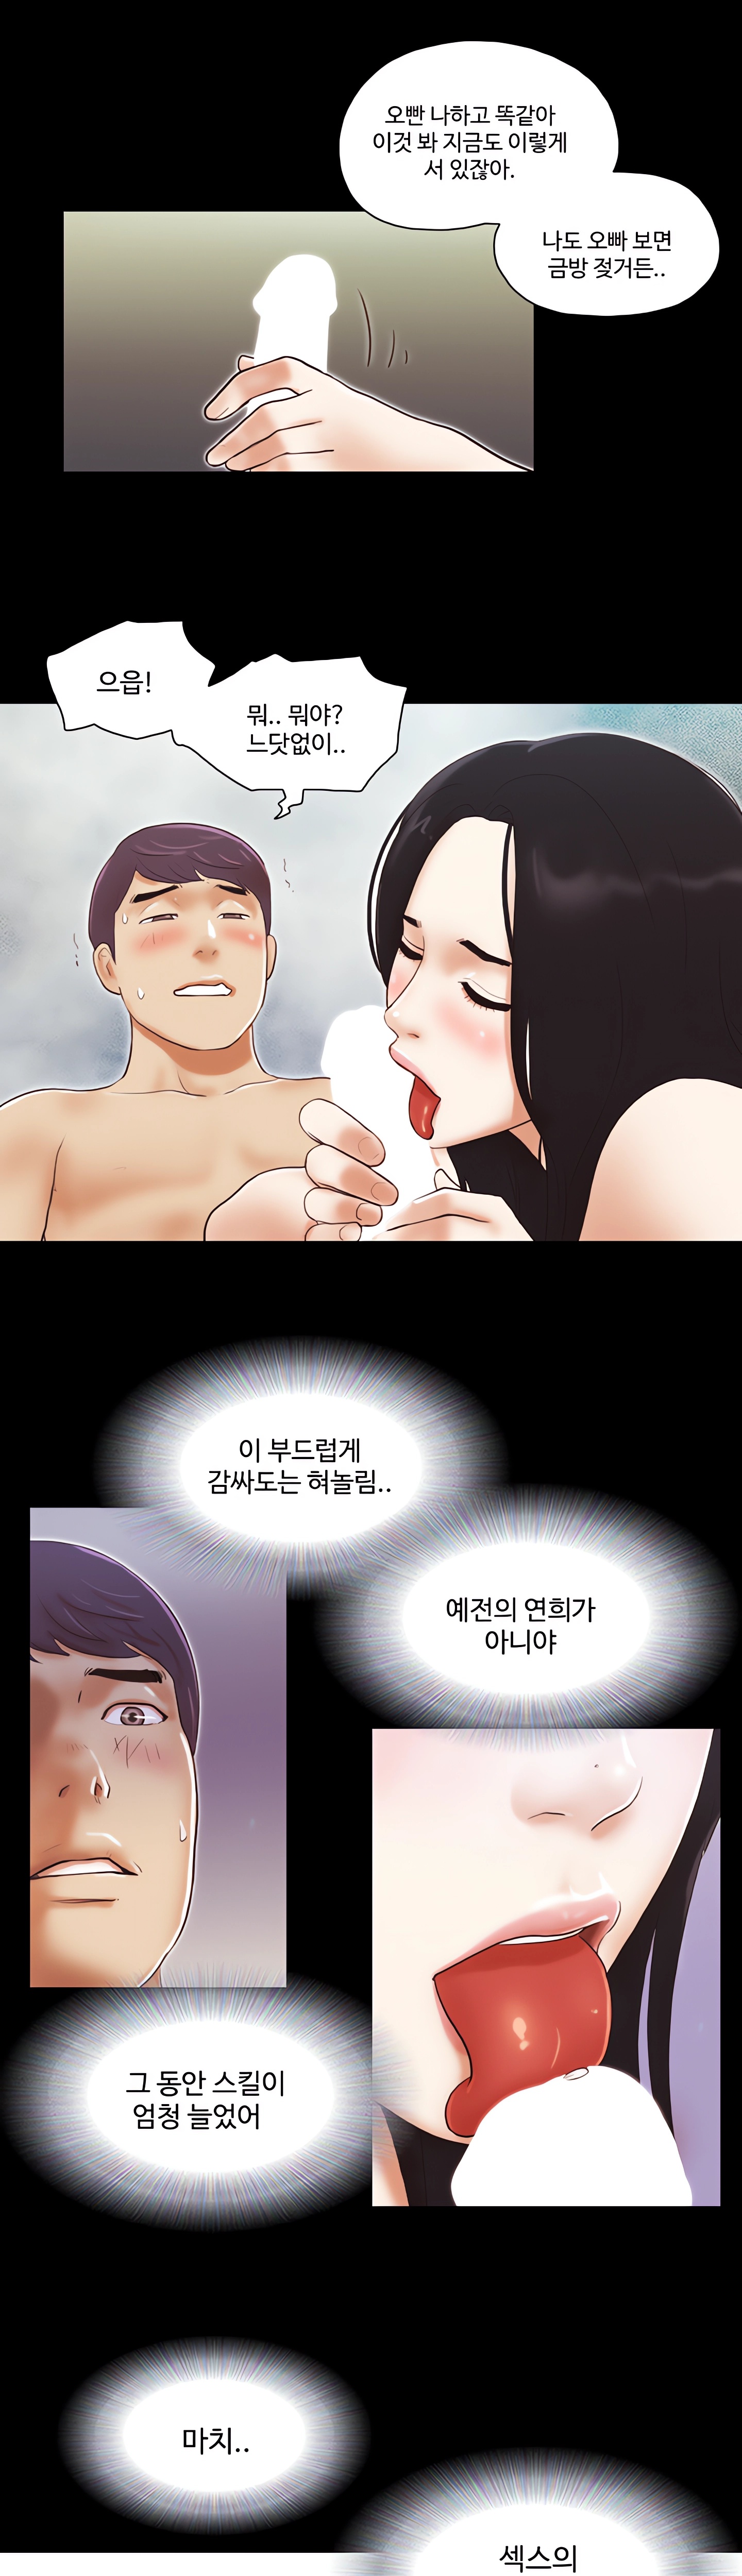 오빤 나하고 똑같아
이것 봐 지금도 이렇게
서 있잖아.
나도 오빠 보면
금방 젖거든..
으읍!
뭐.. 뭐야?
느닷없이..
이 부드럽게
감싸도는 혀놀림..
예전의 연희가
아니야
그 동안 스킬이
엄청 늘었어
마치..
섹스의